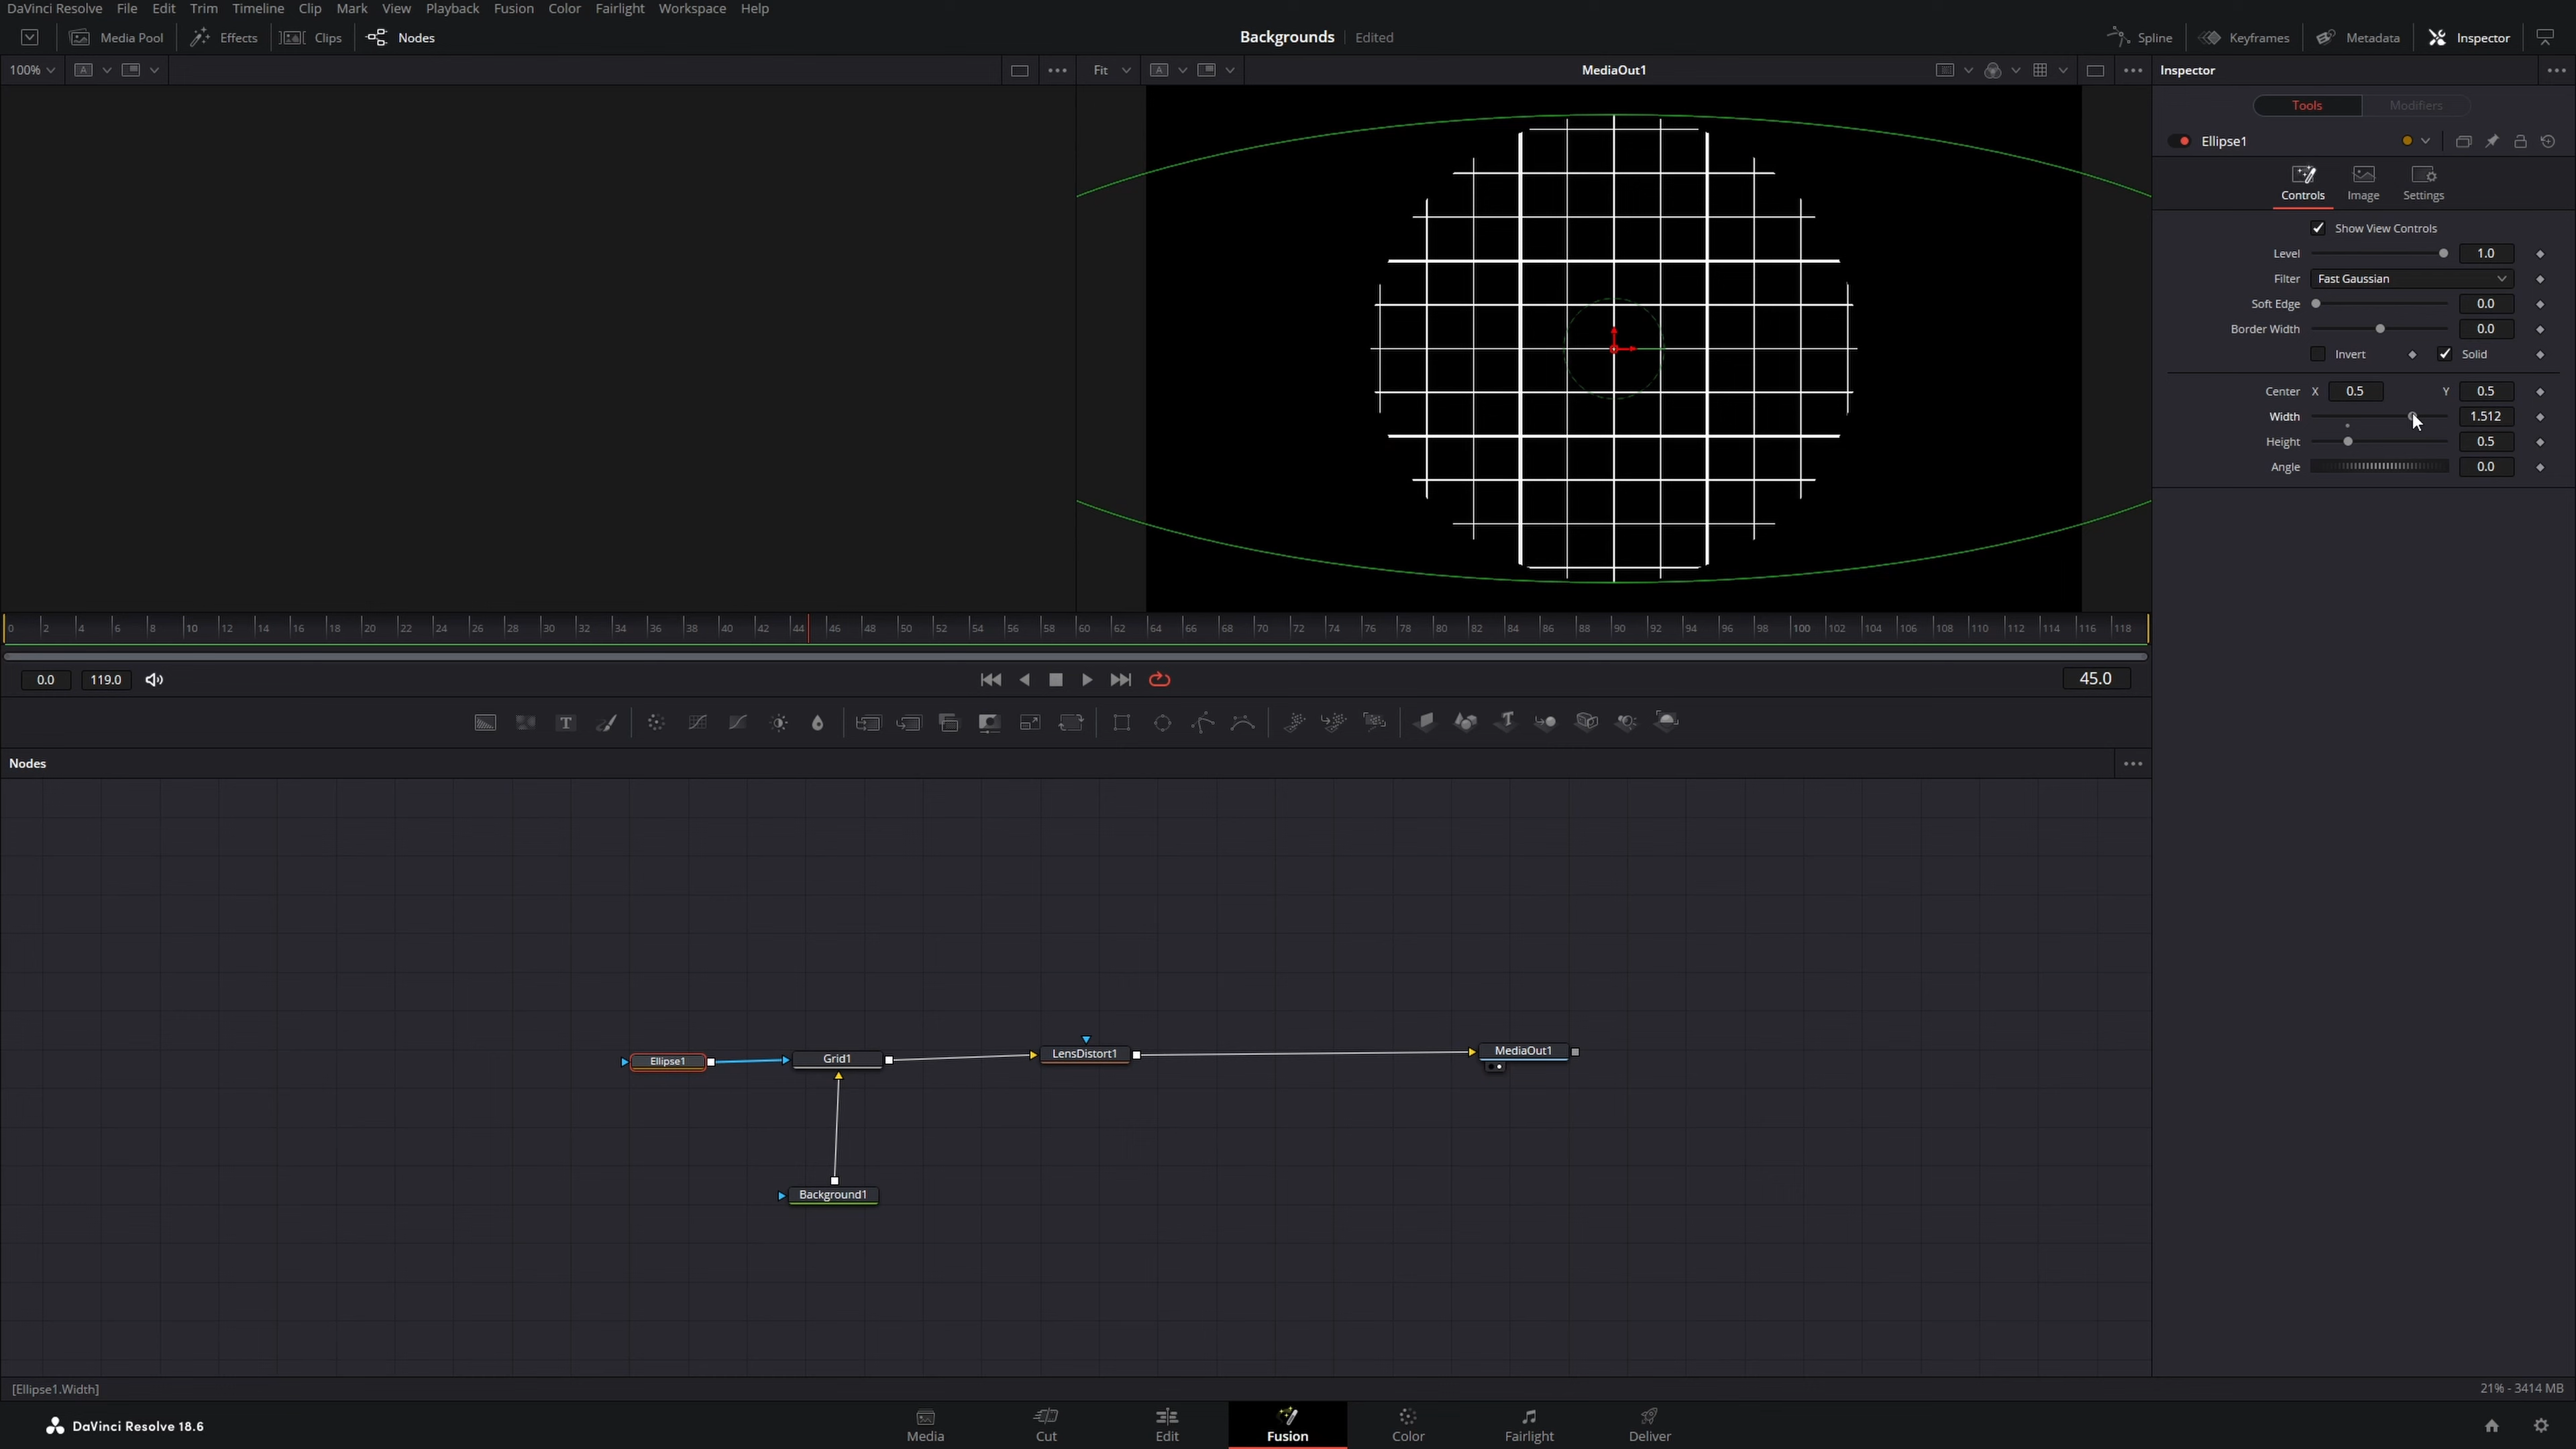 DaVinci Resolve File Edit Trim Timeline Clip Mark View Playback Fusion Color Fairlight Workspace Help
Media Pool Effects Clips Nodes Backgrounds Edited Spline Keyframes Metadata Inspector
100% A Fit A MediaOut1 Inspector
Tools Modifiers
Ellipse1
Controls Image Settings
Show View Controls
Level 1.0
Filter Fast Gaussian
Soft Edge 0.0
Border Width 0.0
Invert Solid
Center X 0.5 Y 0.5
Width 1.512
Height 0.5
Angle 0.0
0 2 4 6 8 10 12 14 16 18 20 22 24 26 28 30 32 34 36 38 40 42 44 46 48 50 52 54 56 58 60 62 64 66 68 70 72 74 76 78 80 82 84 86 88 90 92 94 96 98 100 102 104 106 108 110 112 114 116 118
0.0 119.0 45.0
T T
Nodes
Ellipse1 Grid1 LensDistort1 MediaOut1
Background1
[Ellipse1.Width] 21% - 3414 MB
DaVinci Resolve 18.6 Media Cut Edit Fusion Color Fairlight Deliver